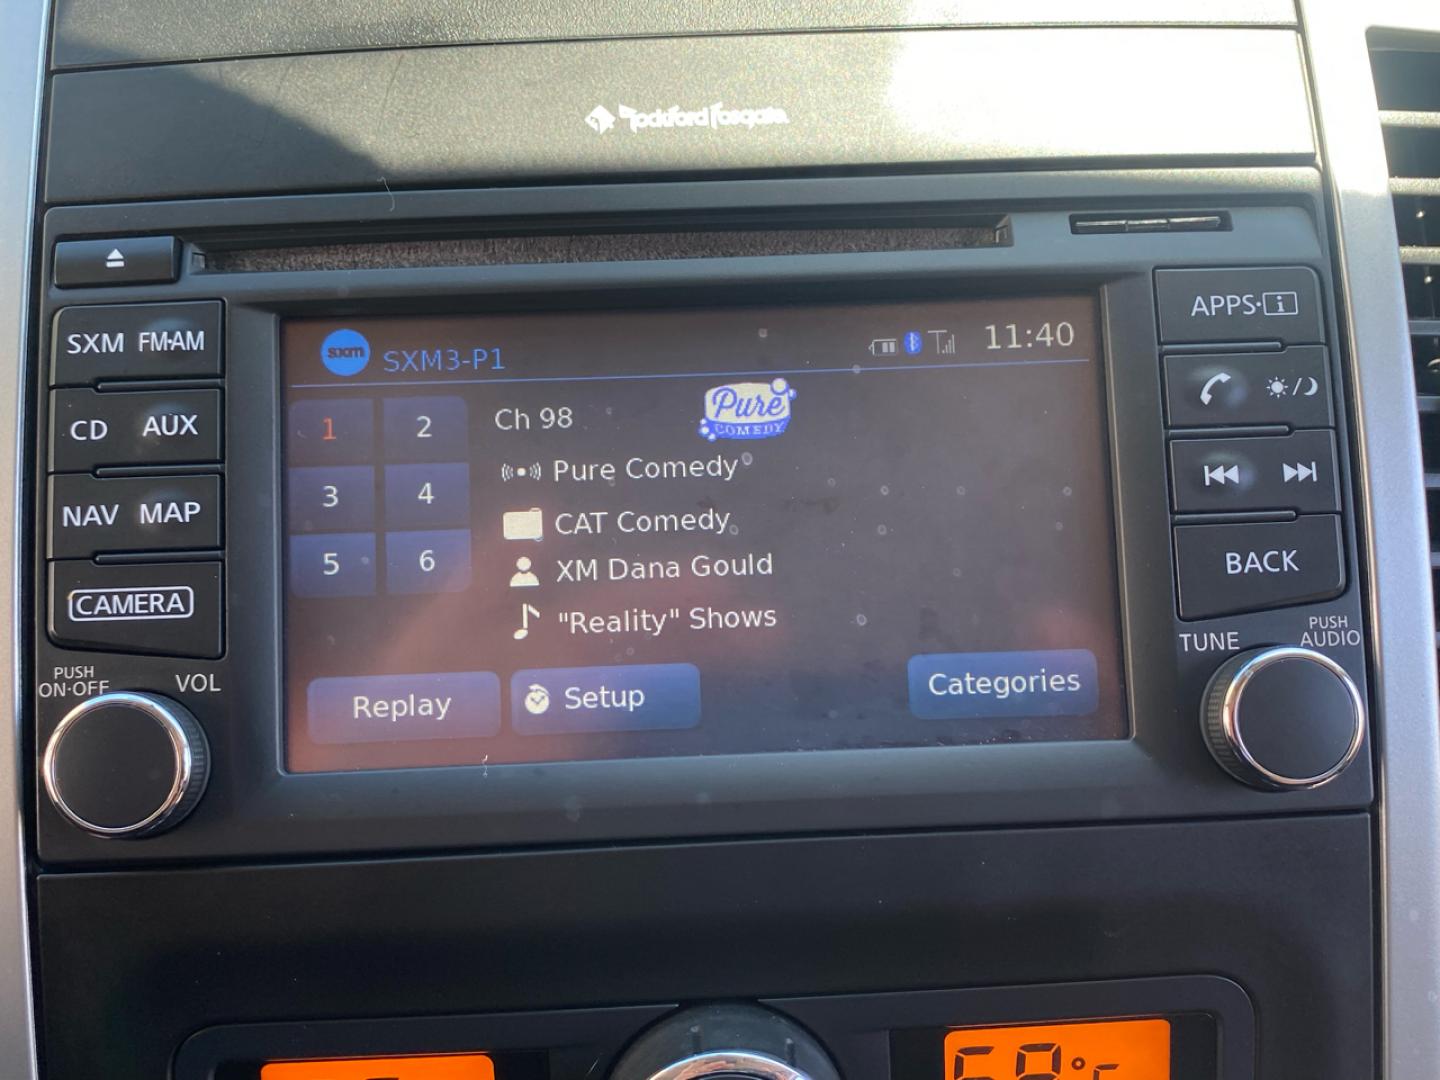 Rockford Fosgate
SXM FM·AM
CD AUX
NAV MAP
CAMERA
PUSH
ON·OFF
VOL
sxm SXM3-P1
11:40
1 2
3 4
5 6
Ch 98
Pure
COMEDY
Pure Comedy
CAT Comedy
XM Dana Gould
"Reality" Shows
Replay
Setup
Categories
APPS·i
BACK
TUNE
PUSH
AUDIO
68°F